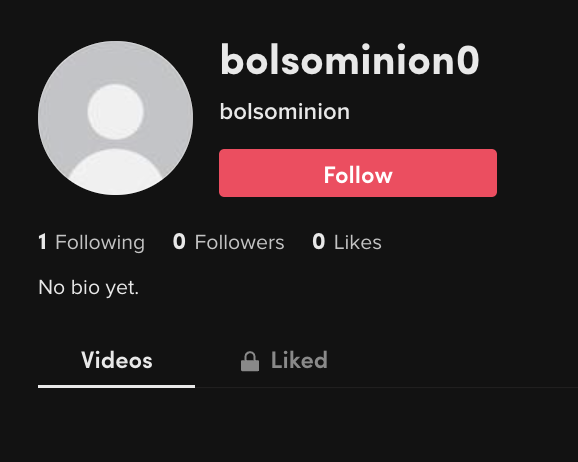 bolsominion0
bolsominion
Follow
1 Following 0 Followers 0 Likes
No bio yet.
Videos Liked